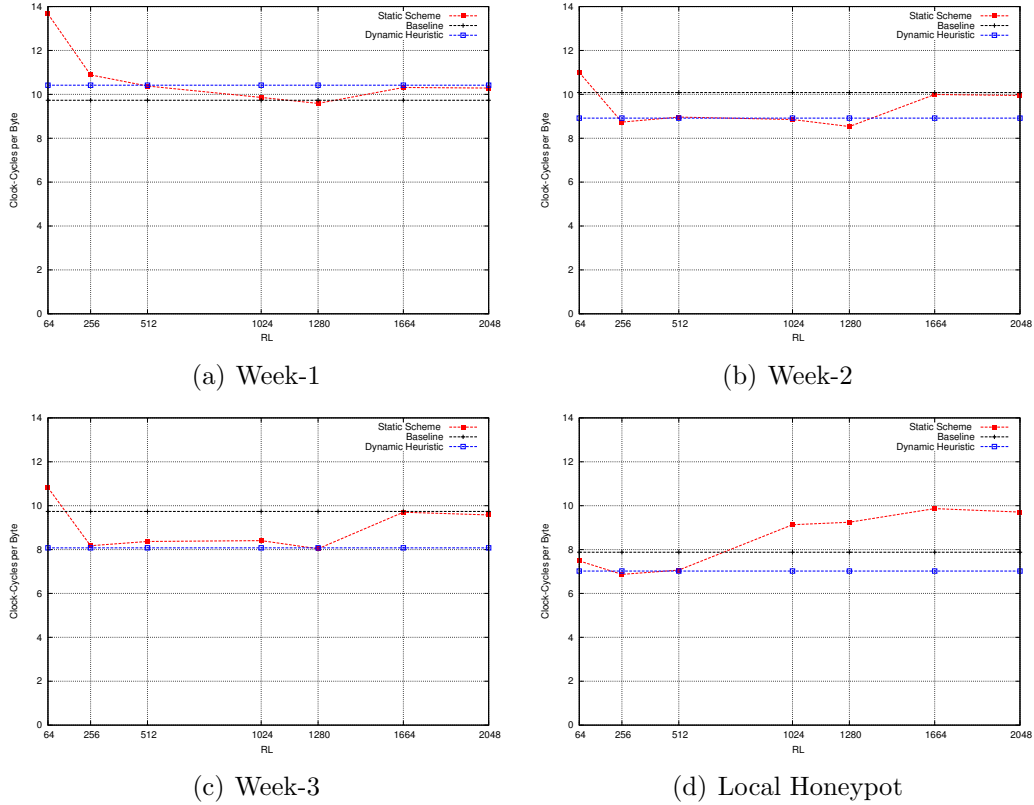 14
12
10
8
6
4
2
0
Clock-Cycles per Byte
Static Scheme
Baseline
Dynamic Heuristic
64 256 512 1024 1280 1664 2048
RL
(a) Week-1
14
12
10
8
6
4
2
0
Clock-Cycles per Byte
Static Scheme
Baseline
Dynamic Heuristic
64 256 512 1024 1280 1664 2048
RL
(b) Week-2
14
12
10
8
6
4
2
0
Clock-Cycles per Byte
Static Scheme
Baseline
Dynamic Heuristic
64 256 512 1024 1280 1664 2048
RL
(c) Week-3
14
12
10
8
6
4
2
0
Clock-Cycles per Byte
Static Scheme
Baseline
Dynamic Heuristic
64 256 512 1024 1280 1664 2048
RL
(d) Local Honeypot